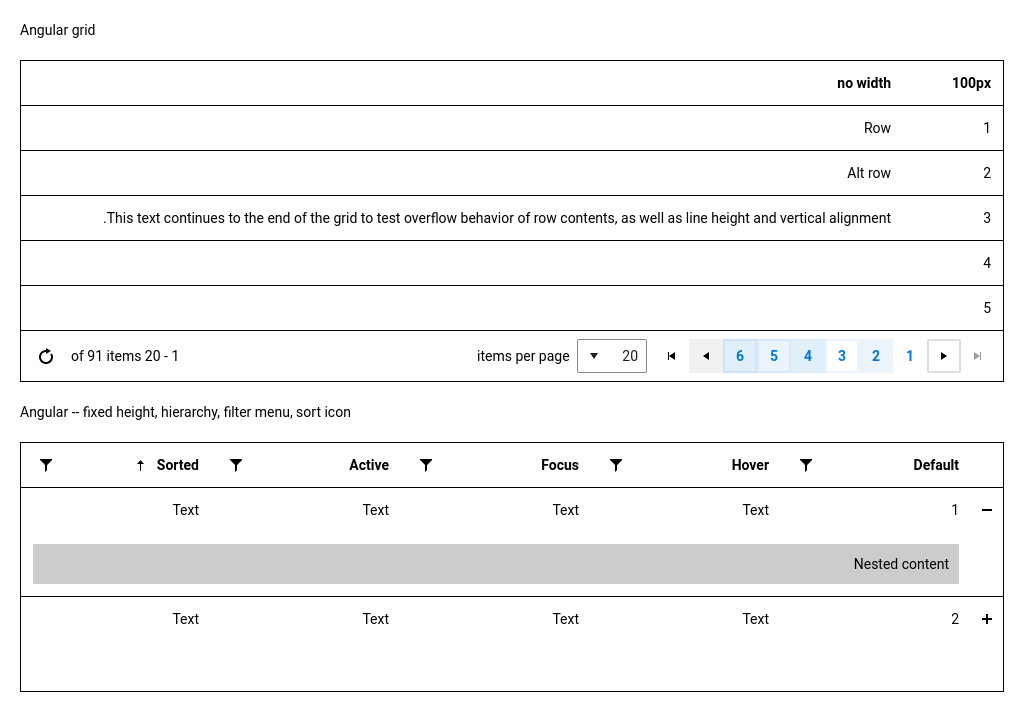 Angular grid
100px no width
1 Row
2 Alt row
3 This text continues to the end of the grid to test overflow behavior of row contents, as well as line height and vertical alignment.
4
5
1 2 3 4 5 6 20 items per page 1 - 20 of 91 items
Angular -- fixed height, hierarchy, filter menu, sort icon
Default Hover Focus Active Sorted
1 Text Text Text Text
Nested content
2 Text Text Text Text